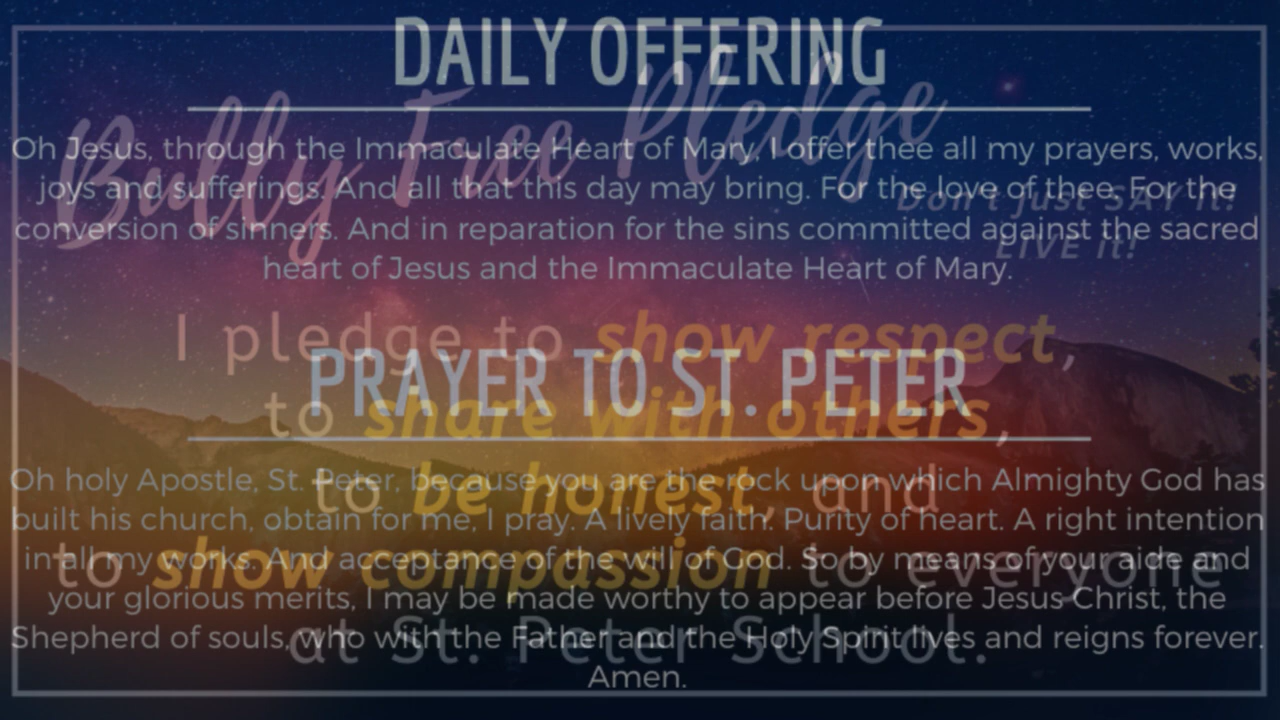 DAILY OFFERING
Oh Jesus, through the Immaculate Heart of Mary, I offer thee all my prayers, works,
joys and sufferings. And all that this day may bring. For the love of thee. For the
conversion of sinners. And in reparation for the sins committed against the sacred
heart of Jesus and the Immaculate Heart of Mary.
PRAYER TO ST. PETER
Oh holy Apostle, St. Peter, because you are the rock upon which Almighty God has
built his church, obtain for me, I pray. A lively faith. Purity of heart. A right intention
in all my works. And acceptance of the will of God. So by means of your aide and
your glorious merits, I may be made worthy to appear before Jesus Christ, the
Shepherd of souls, who with the Father and the Holy Spirit lives and reigns forever.
Amen.
Bully Free Pledge
Don't just SAY it!
LIVE it!
I pledge to show respect,
to share with others,
to be honest, and
to show compassion to everyone
at St. Peter School.